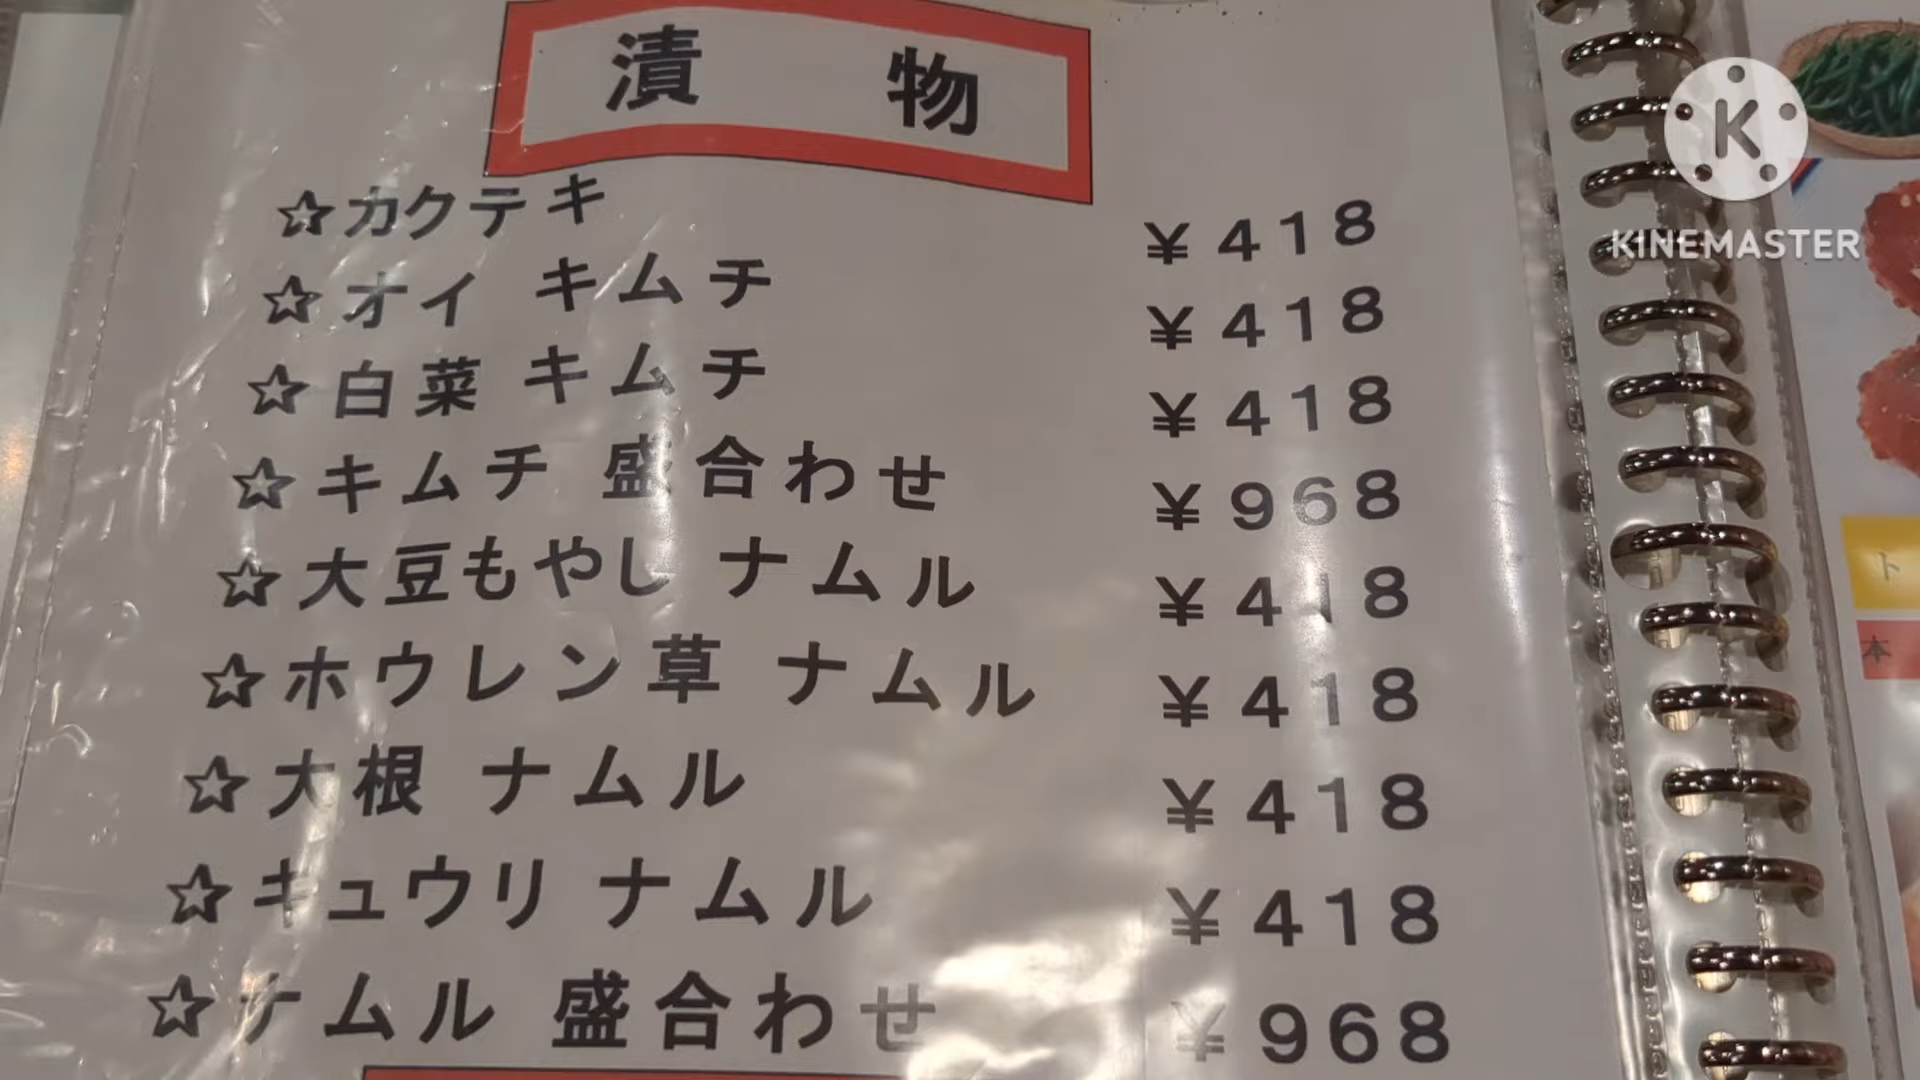 漬 物
☆カクテキ ¥418
☆オイ キムチ ¥418
☆白菜 キムチ ¥418
☆キムチ 盛合わせ ¥968
☆大豆もやし ナムル ¥418
☆ホウレン草 ナムル ¥418
☆大根 ナムル ¥418
☆キュウリ ナムル ¥418
☆ナムル 盛合わせ ¥968
K
KINEMASTER
ト
本